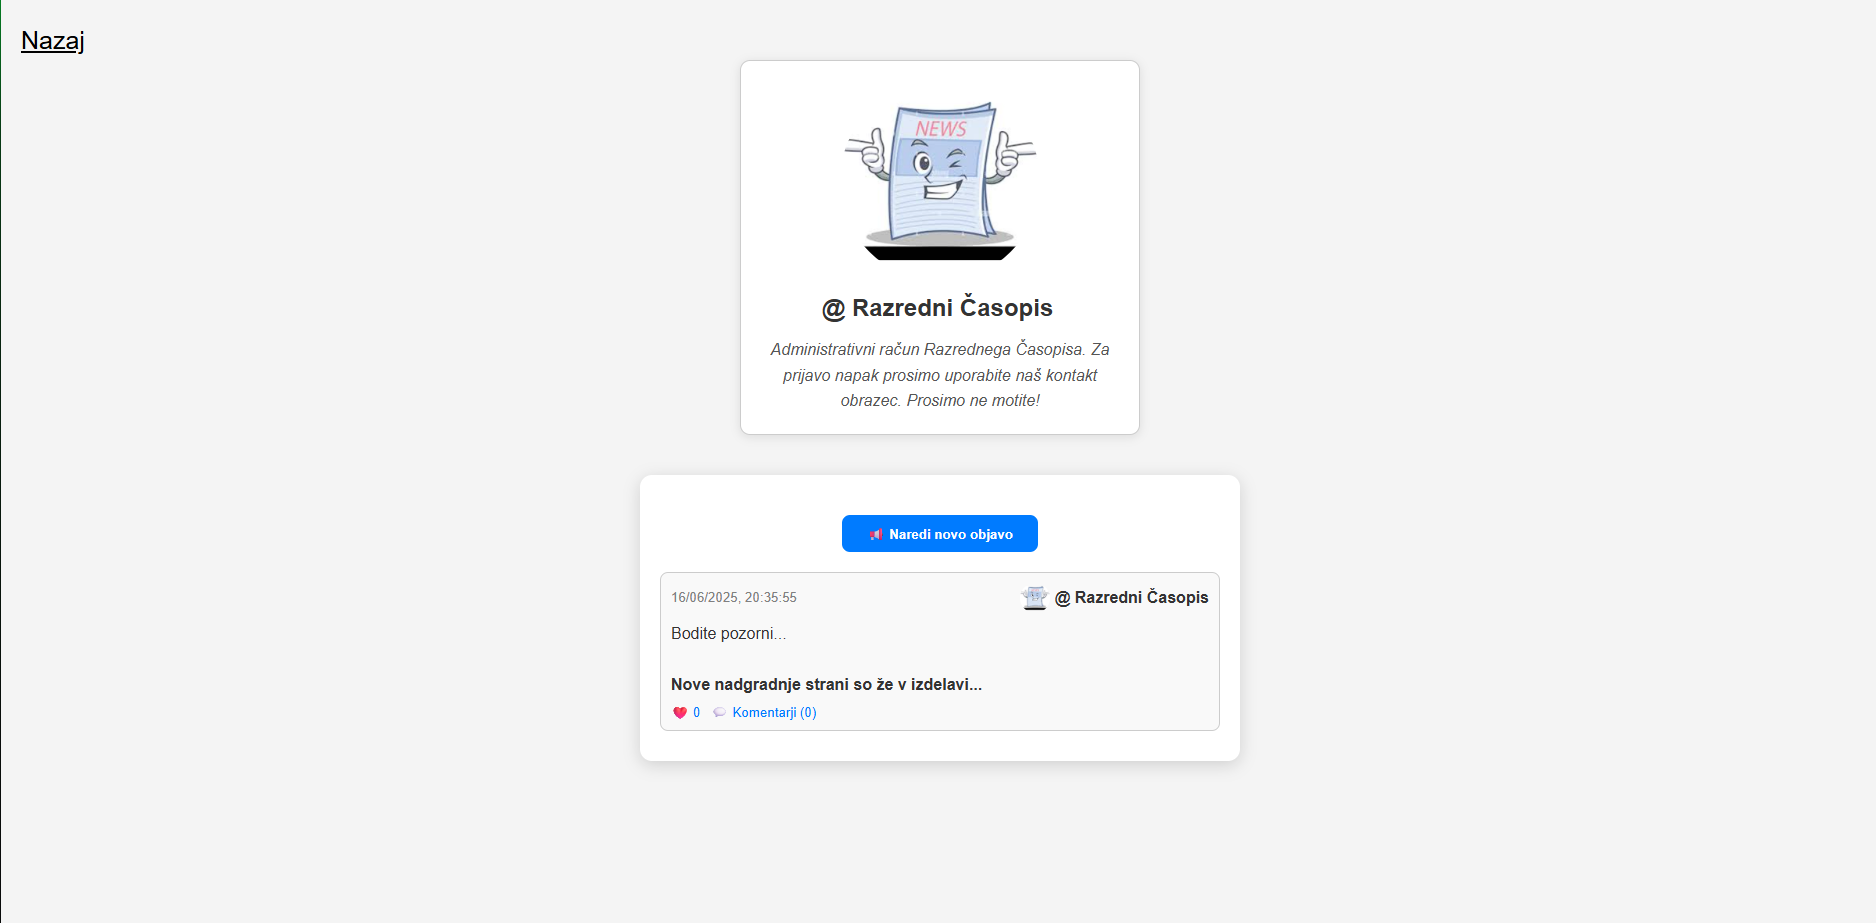 Nazaj
NEWS
@ Razredni Časopis
Administrativni račun Razrednega Časopisa. Za
prijavo napak prosimo uporabite naš kontakt
obrazec. Prosimo ne motite!
📢 Naredi novo objavo
16/06/2025, 20:35:55
@ Razredni Časopis
Bodite pozorni...
Nove nadgradnje strani so že v izdelavi...
❤️ 0 💬 Komentarji (0)